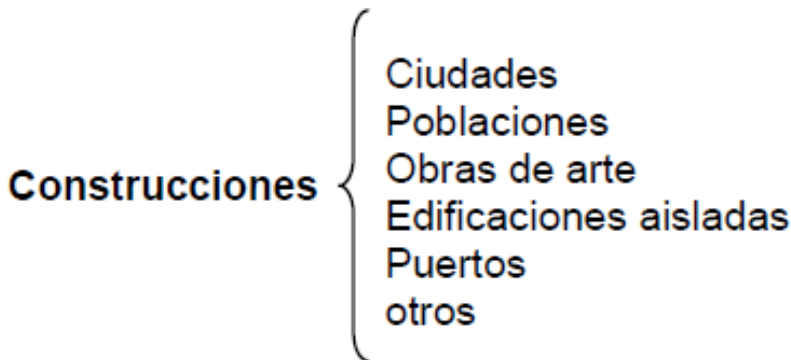 Construcciones
Ciudades
Poblaciones
Obras de arte
Edificaciones aisladas
Puertos
otros